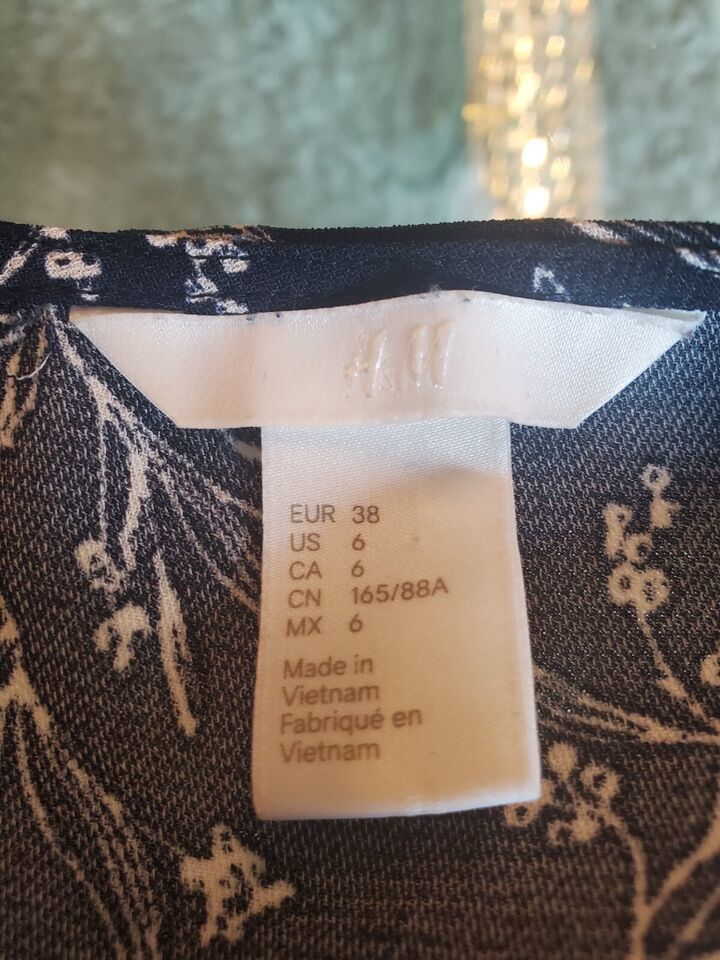 H&M
EUR 38
US 6
CA 6
CN 165/88A
MX 6
Made in
Vietnam
Fabriqué en
Vietnam